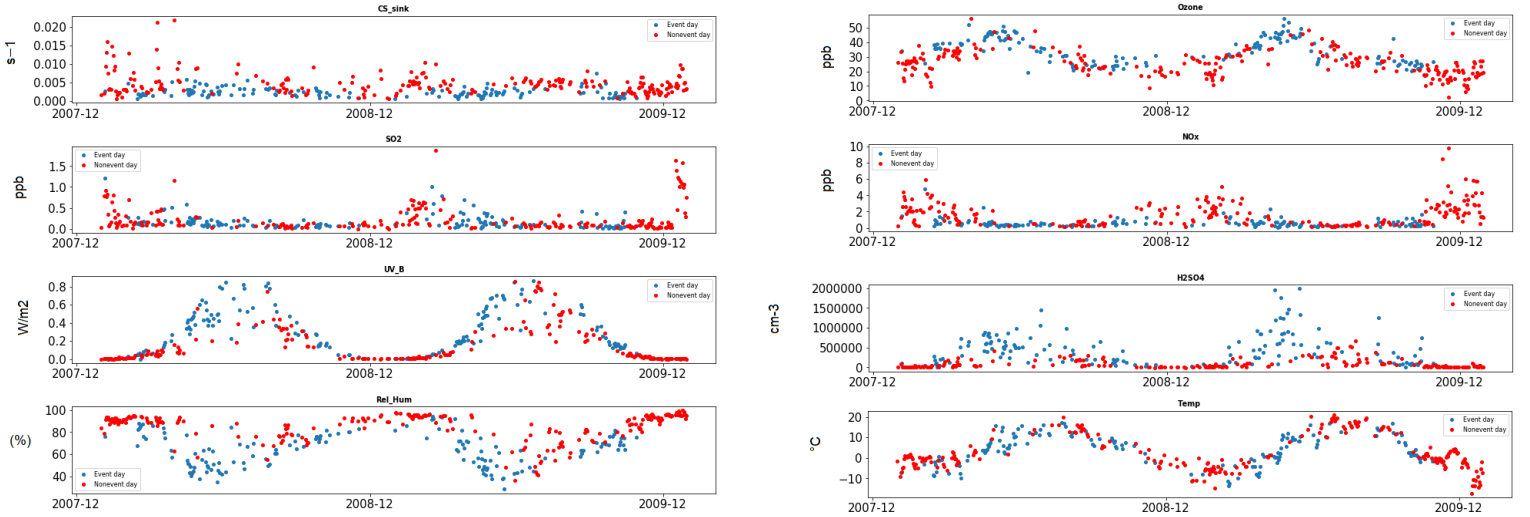 CS_sink
s−1
0.020
0.015
0.010
0.005
0.000
Event day
Nonevent day
2007-12
2008-12
2009-12
SO2
ppb
1.5
1.0
0.5
0.0
Event day
Nonevent day
2007-12
2008-12
2009-12
UV_B
W/m2
0.8
0.6
0.4
0.2
0.0
Event day
Nonevent day
2007-12
2008-12
2009-12
Rel_Hum
(%)
100
80
60
40
Event day
Nonevent day
2007-12
2008-12
2009-12
Ozone
ppb
50
40
30
20
10
0
Event day
Nonevent day
2007-12
2008-12
2009-12
NOx
ppb
10
8
6
4
2
0
Event day
Nonevent day
2007-12
2008-12
2009-12
H2SO4
cm-3
2000000
1500000
1000000
500000
0
Event day
Nonevent day
2007-12
2008-12
2009-12
Temp
°C
20
10
0
−10
Event day
Nonevent day
2007-12
2008-12
2009-12